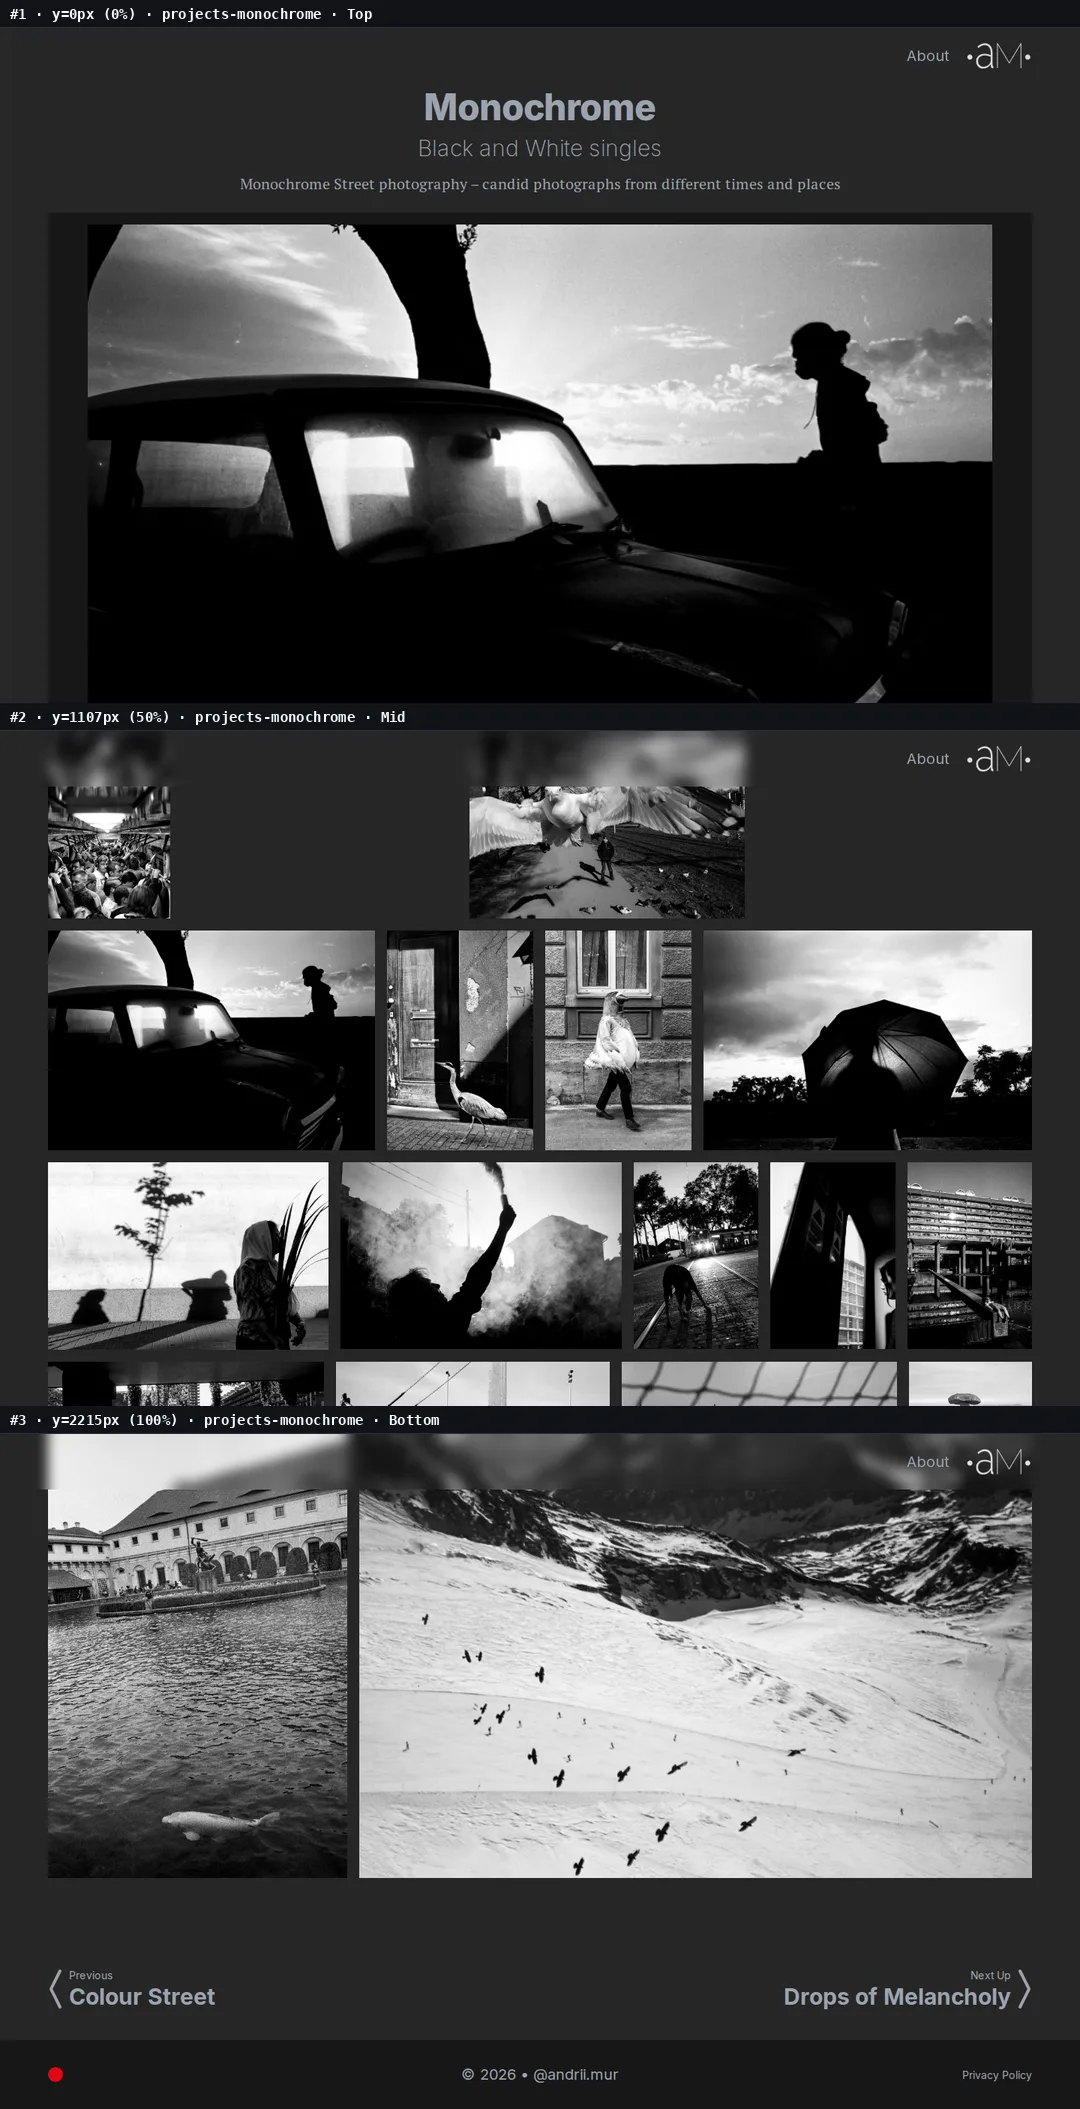 #1 · y=0px (0%) · projects-monochrome · Top
About •aM•
Monochrome
Black and White singles
Monochrome Street photography – candid photographs from different times and places
#2 · y=1107px (50%) · projects-monochrome · Mid
About •aM•
#3 · y=2215px (100%) · projects-monochrome · Bottom
About •aM•
Previous
Colour Street
Next Up
Drops of Melancholy
© 2026 • @andrii.mur
Privacy Policy